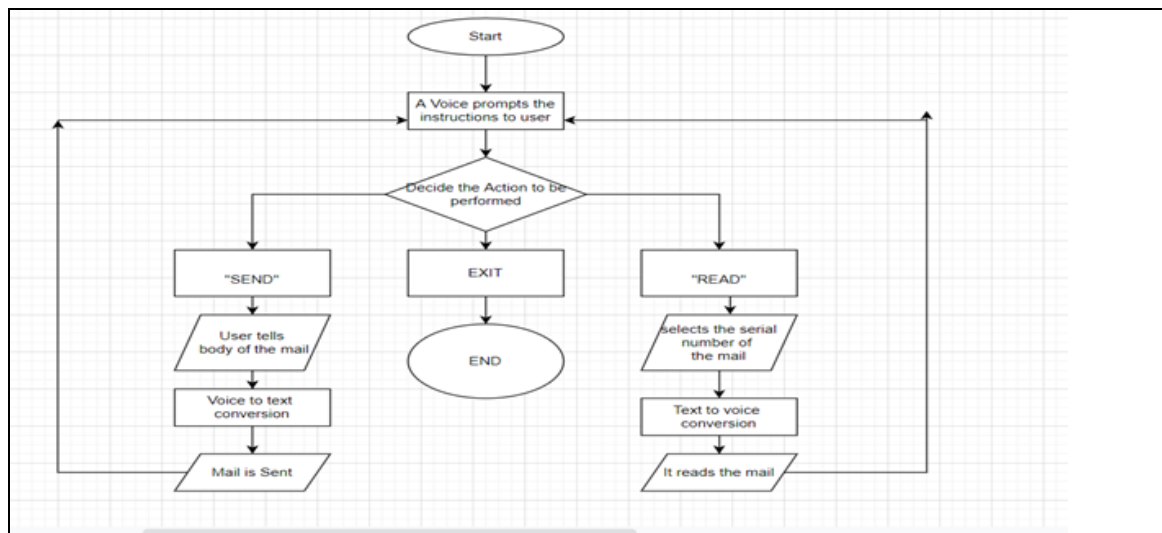 Start
A Voice prompts the
instructions to user
Decide the Action to be
performed
"SEND"
EXIT
"READ"
User tells
body of the mail
selects the serial
number of
the mail
END
Voice to text
conversion
Text to voice
conversion
Mail is Sent
It reads the mail